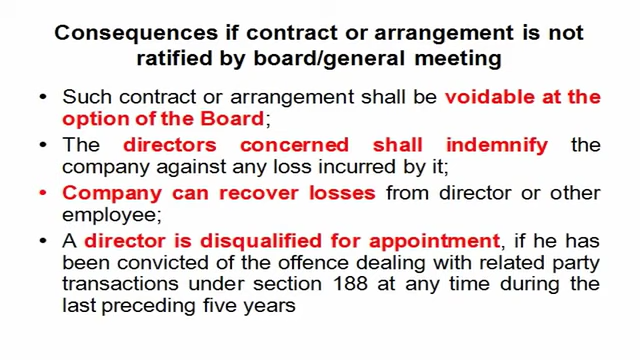 Consequences if contract or arrangement is not
ratified by board/general meeting
• Such contract or arrangement shall be voidable at the
option of the Board;
• The directors concerned shall indemnify the
company against any loss incurred by it;
• Company can recover losses from director or other
employee;
• A director is disqualified for appointment, if he has
been convicted of the offence dealing with related party
transactions under section 188 at any time during the
last preceding five years